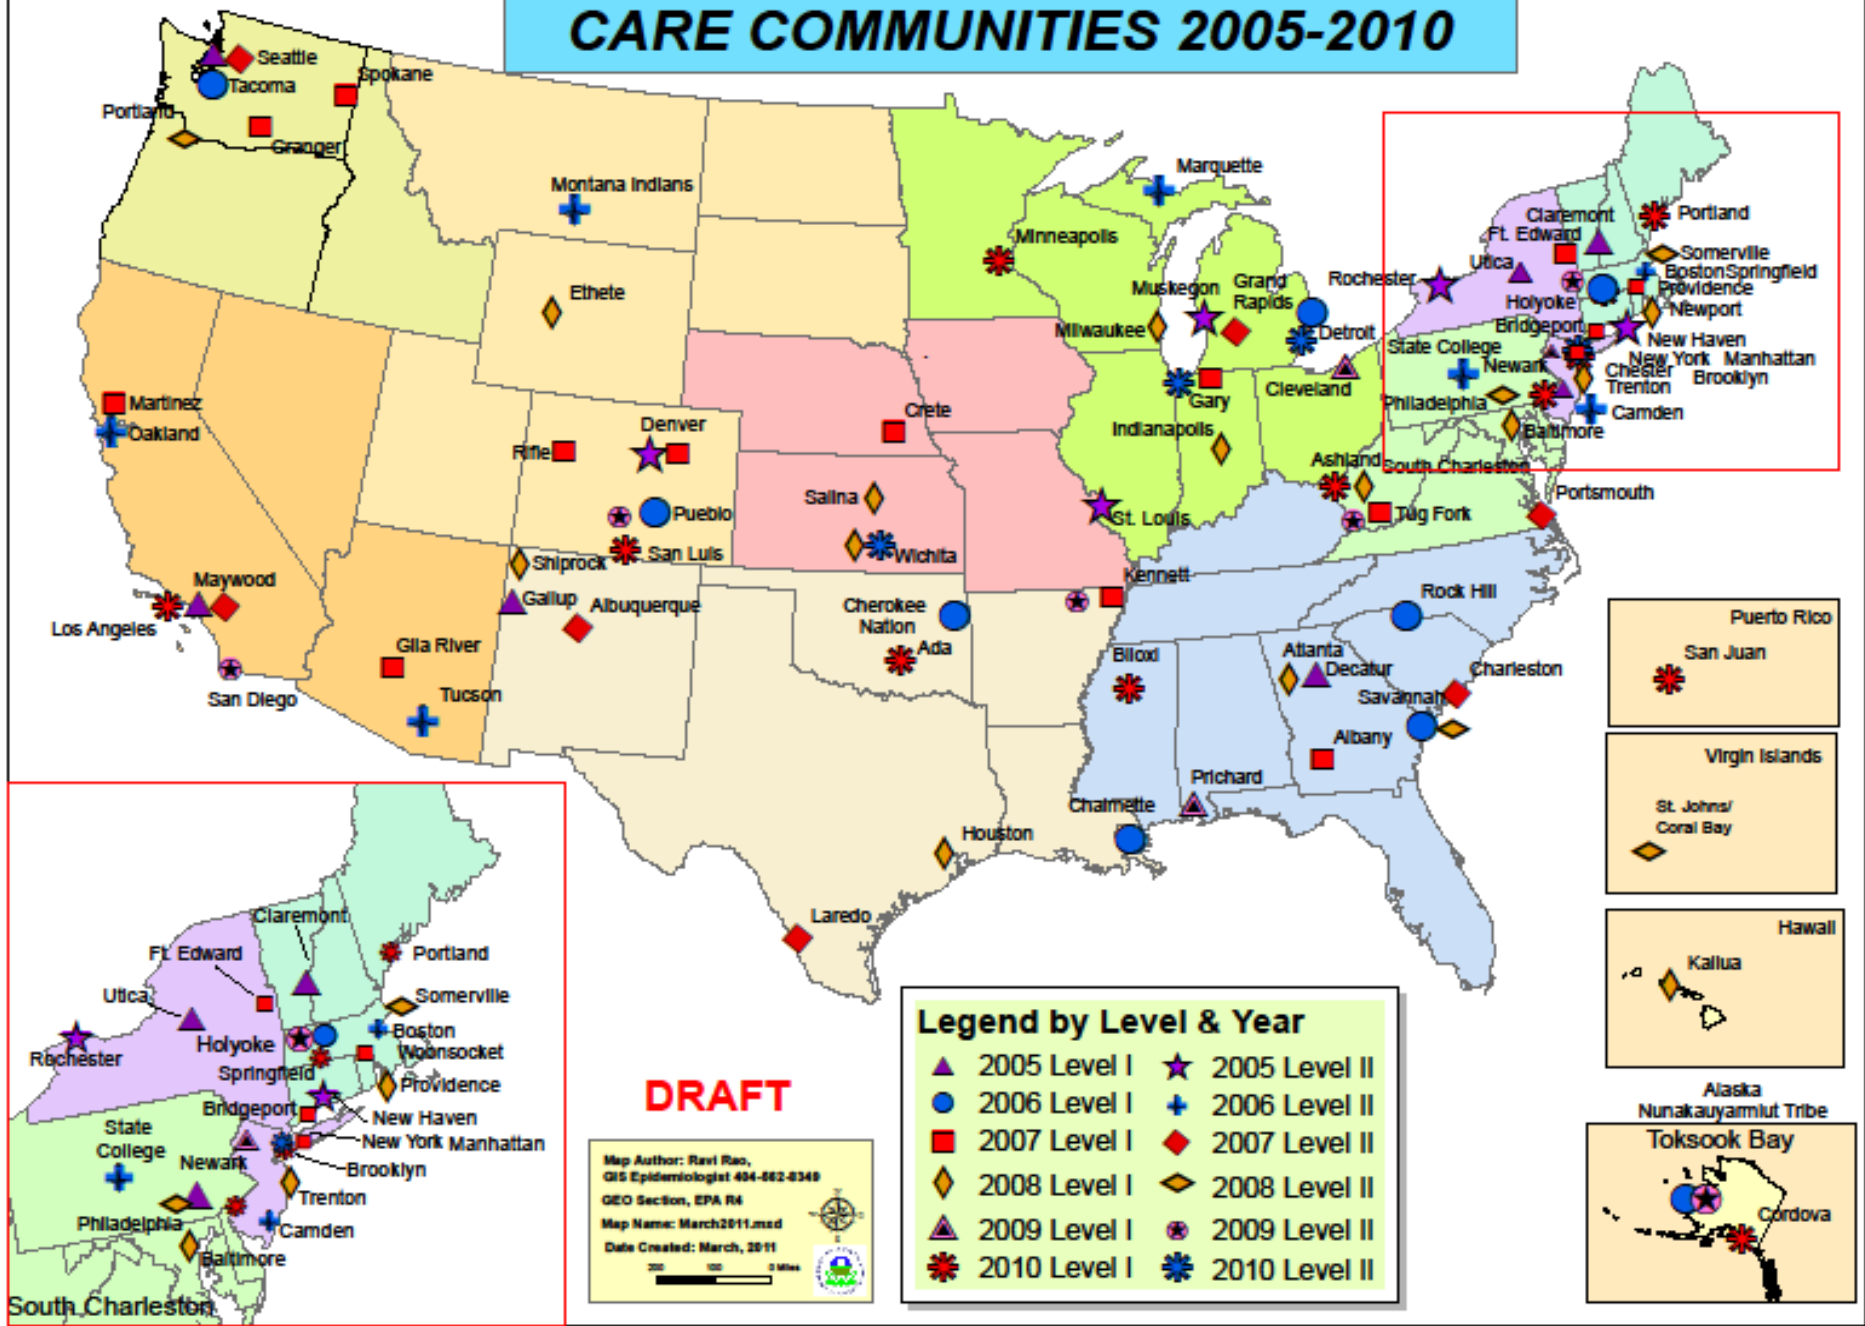 CARE COMMUNITIES 2005-2010
Seattle
Spokane
Tacoma
Portland
Granger
Montana Indians
Marquette
Minneapolis
Ethete
Muskegon
Grand
Rapids
Milwaukee
Detroit
Rochester
Claremont
Ft. Edward
Utica
Portland
Somerville
BostonSpringfield
Providence
Holyoke
Newport
Bridgeport
New Haven
State College
New York Manhattan
Newark
Chester
Trenton
Brooklyn
Philadelphia
Camden
Baltimore
Cleveland
Gary
Indianapolis
Martinez
Oakland
Crete
Denver
Rifle
Ashland
South Charleston
Portsmouth
Salina
Pueblo
St. Louis
Tug Fork
San Luis
Wichita
Shiprock
Kennett
Maywood
Gallup
Albuquerque
Cherokee
Nation
Rock Hill
Los Angeles
Gila River
Ada
Biloxi
Atlanta
Decatur
Charleston
San Diego
Tucson
Savannah
Albany
Prichard
Chalmette
Houston
Laredo
Puerto Rico
San Juan
Virgin Islands
St. Johns/
Coral Bay
Hawaii
Kailua
Alaska
Nunakauyarmiut Tribe
Toksook Bay
Cordova
Claremont
Ft. Edward
Portland
Utica
Somerville
Boston
Rochester
Holyoke
Woonsocket
Springfield
Providence
Bridgeport
New Haven
State
College
New York Manhattan
Newark
Brooklyn
Trenton
Philadelphia
Camden
Baltimore
South Charleston
DRAFT
Map Author: Ravi Rao,
GIS Epidemiologist 404-562-8349
GEO Section, EPA R4
Map Name: March2011.mxd
Date Created: March, 2011
200 100 0 Miles
Legend by Level & Year
2005 Level I 2005 Level II
2006 Level I 2006 Level II
2007 Level I 2007 Level II
2008 Level I 2008 Level II
2009 Level I 2009 Level II
2010 Level I 2010 Level II